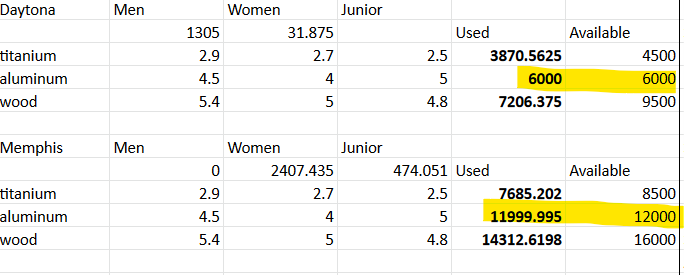 Daytona Men Women Junior
1305 31.875 Used Available
titanium 2.9 2.7 2.5 3870.5625 4500
aluminum 4.5 4 5 6000 6000
wood 5.4 5 4.8 7206.375 9500
Memphis Men Women Junior
0 2407.435 474.051 Used Available
titanium 2.9 2.7 2.5 7685.202 8500
aluminum 4.5 4 5 11999.995 12000
wood 5.4 5 4.8 14312.6198 16000